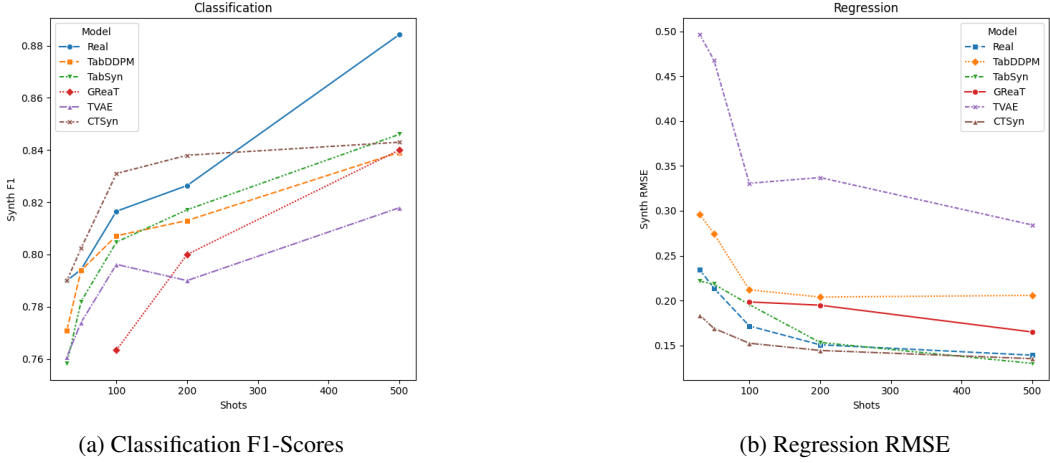 Classification
Model
Real
TabDDPM
TabSyn
GReaT
TVAE
CTSyn
0.88
0.86
0.84
0.82
0.80
0.78
0.76
Synth F1
100
200
300
400
500
Shots
(a) Classification F1-Scores
Regression
Model
Real
TabDDPM
TabSyn
GReaT
TVAE
CTSyn
0.50
0.45
0.40
0.35
0.30
0.25
0.20
0.15
Synth RMSE
100
200
300
400
500
Shots
(b) Regression RMSE